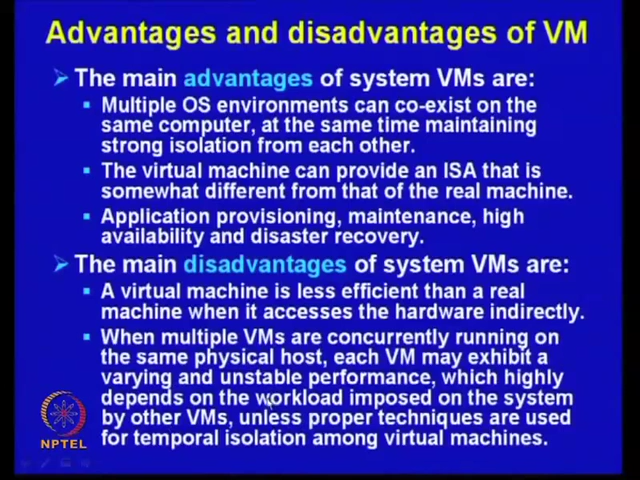 Advantages and disadvantages of VM
The main advantages of system VMs are:
Multiple OS environments can co-exist on the
same computer, at the same time maintaining
strong isolation from each other.
The virtual machine can provide an ISA that is
somewhat different from that of the real machine.
Application provisioning, maintenance, high
availability and disaster recovery.
The main disadvantages of system VMs are:
A virtual machine is less efficient than a real
machine when it accesses the hardware indirectly.
When multiple VMs are concurrently running on
the same physical host, each VM may exhibit a
varying and unstable performance, which highly
depends on the workload imposed on the system
by other VMs, unless proper techniques are used
for temporal isolation among virtual machines.
NPTEL